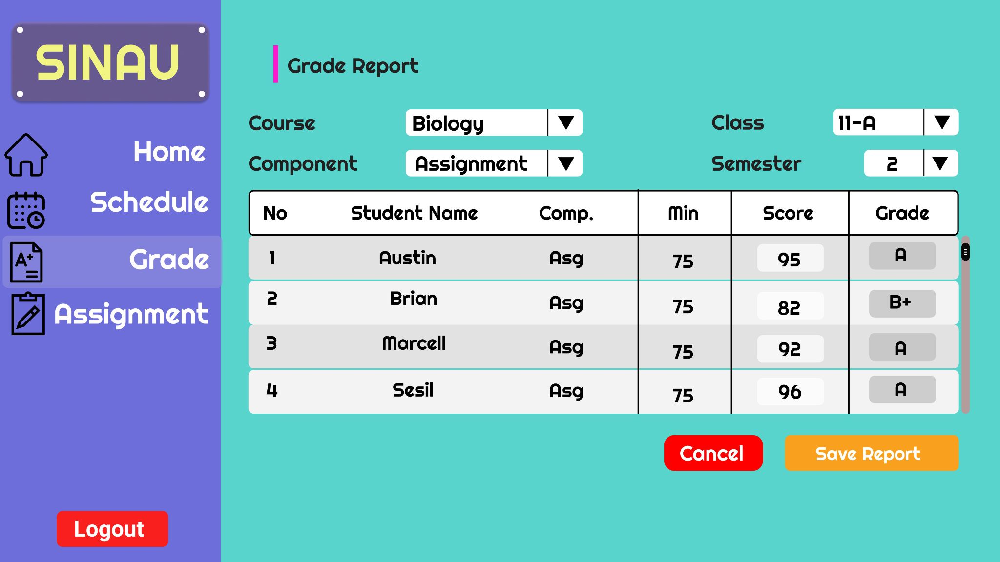 SINAU
Home
Schedule
A+
Grade
Assignment
Logout
Grade Report
Course Biology Class 11-A
Component Assignment Semester 2
No Student Name Comp. Min Score Grade
1 Austin Asg 75 95 A
2 Brian Asg 75 82 B+
3 Marcell Asg 75 92 A
4 Sesil Asg 75 96 A
Cancel Save Report